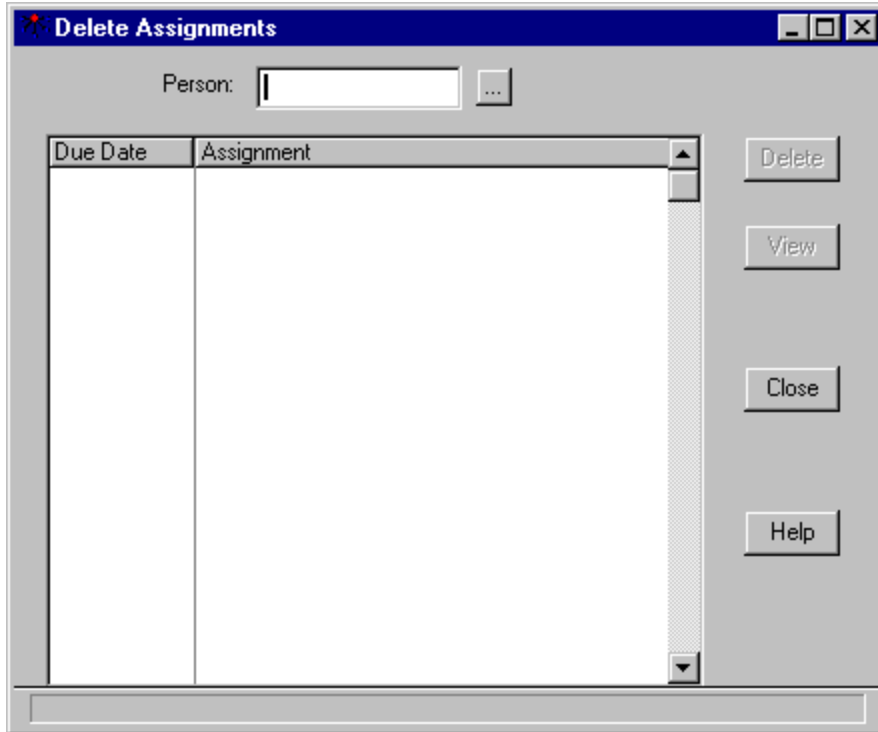 Delete Assignments
Person:
...
Due Date Assignment
Delete
View
Close
Help